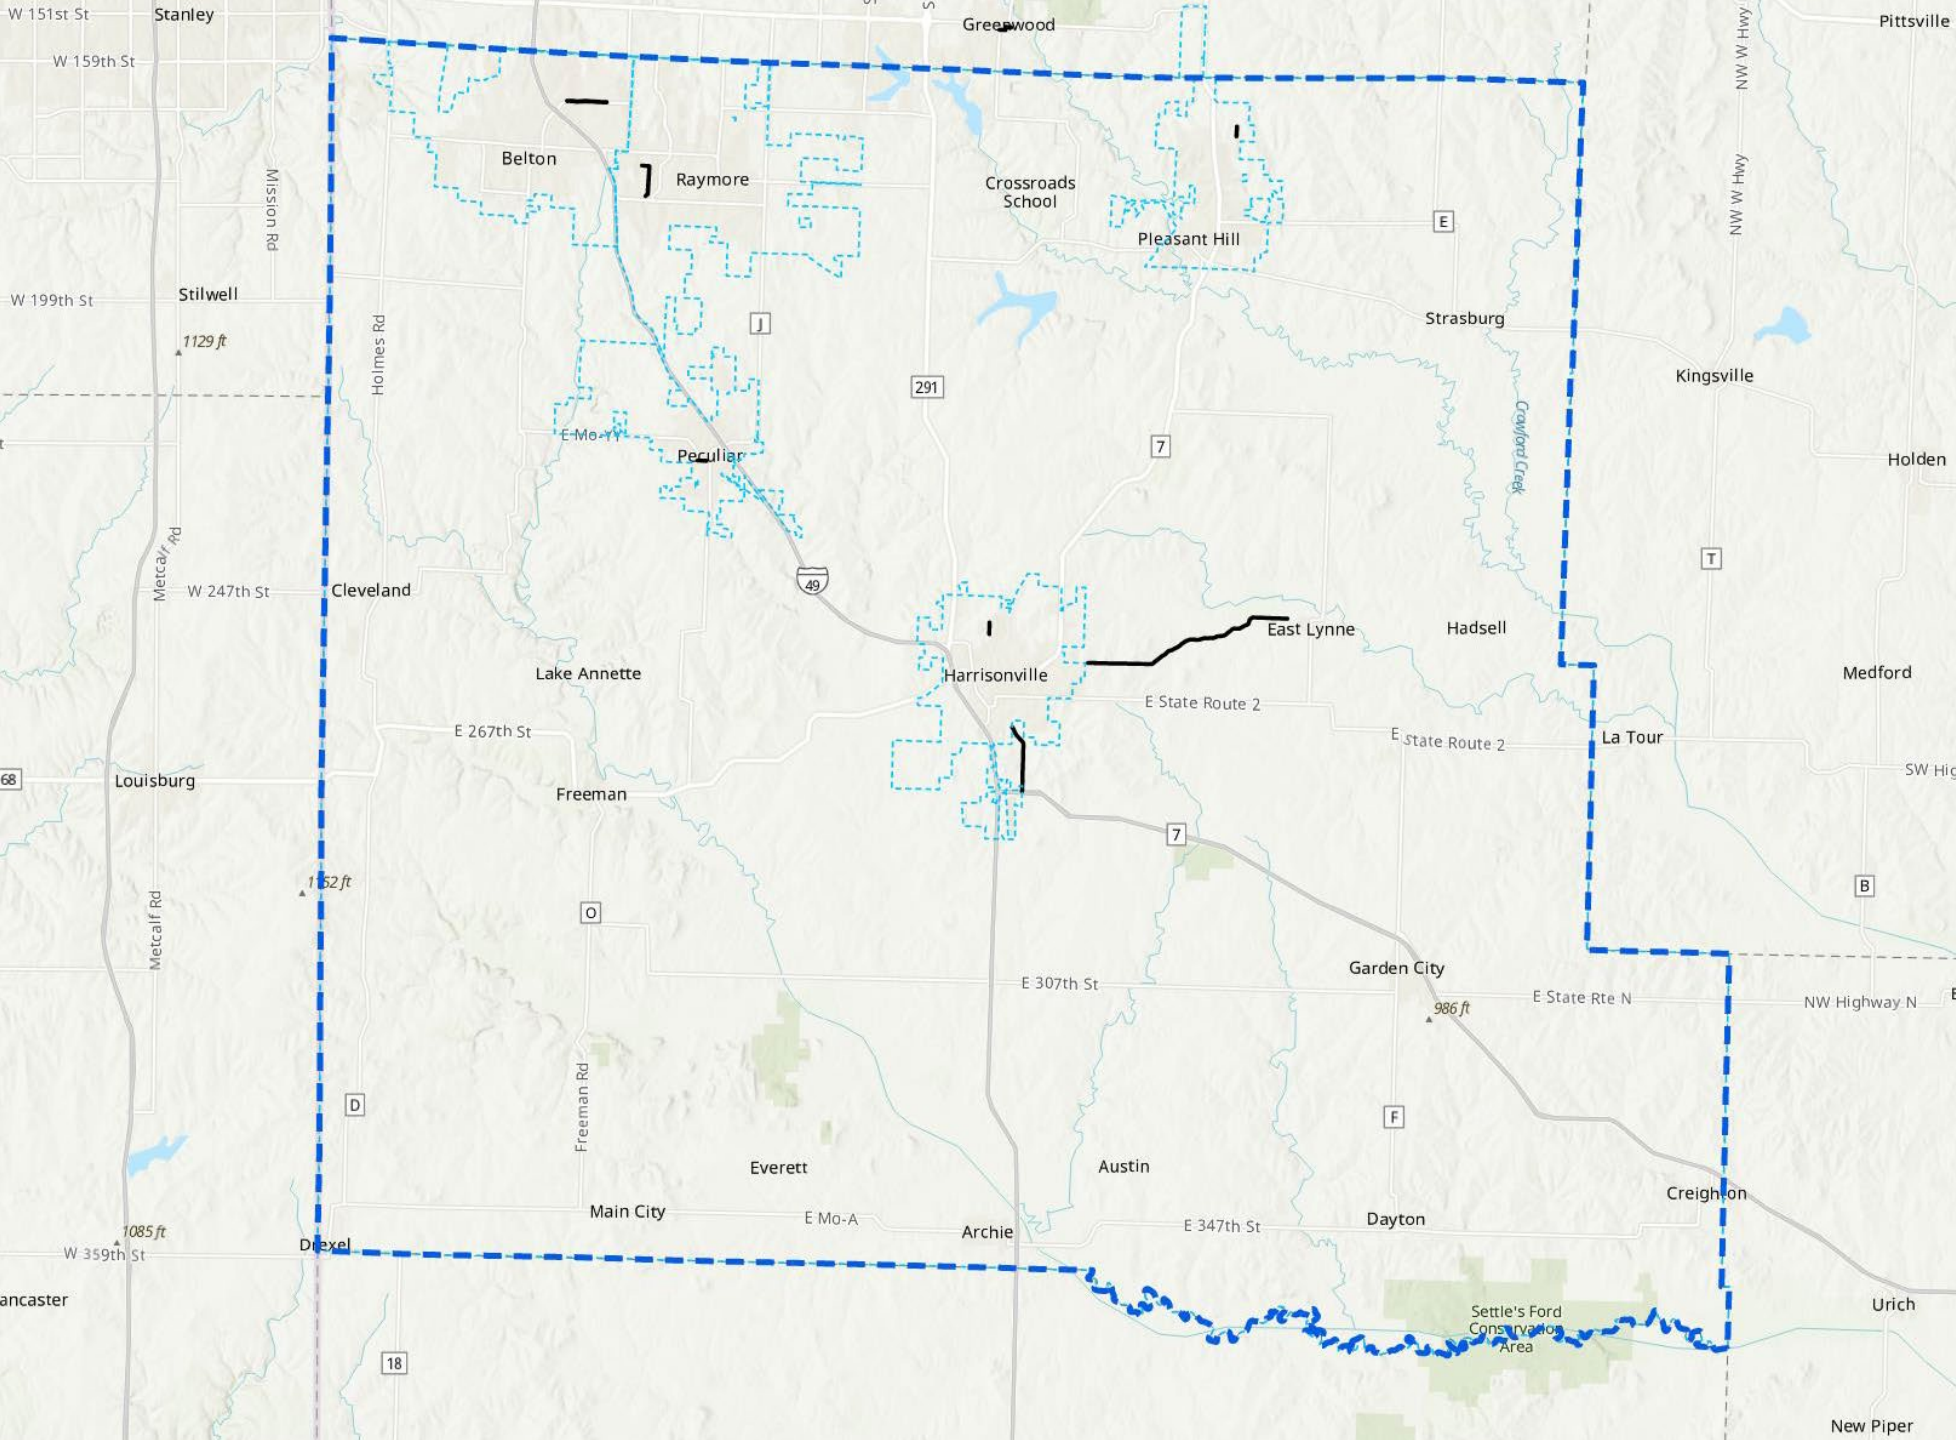 W 151st St
Stanley
Greenwood
Pittsville
NW W Hwy
W 159th St
Belton
Raymore
Crossroads
School
NW W Hwy
Mission Rd
E
Pleasant Hill
Stilwell
W 199th St
Strasburg
J
1129 ft
Holmes Rd
Kingsville
291
Crawford Creek
E Mo-YY
7
Peculiar
Holden
Metcalf Rd
T
49
W 247th St
Cleveland
East Lynne
Hadsell
Lake Annette
Harrisonville
Medford
E State Route 2
E 267th St
E State Route 2
La Tour
68
Louisburg
SW Hig
Freeman
7
1152 ft
B
Metcalf Rd
O
Garden City
E 307th St
E State Rte N
NW Highway N
986 ft
Freeman Rd
D
F
Everett
Austin
Creighton
Main City
E Mo-A
Archie
E 347th St
Dayton
1085 ft
Drexel
W 359th St
ancaster
Settle's Ford
Conservation
Area
Urich
18
New Piper